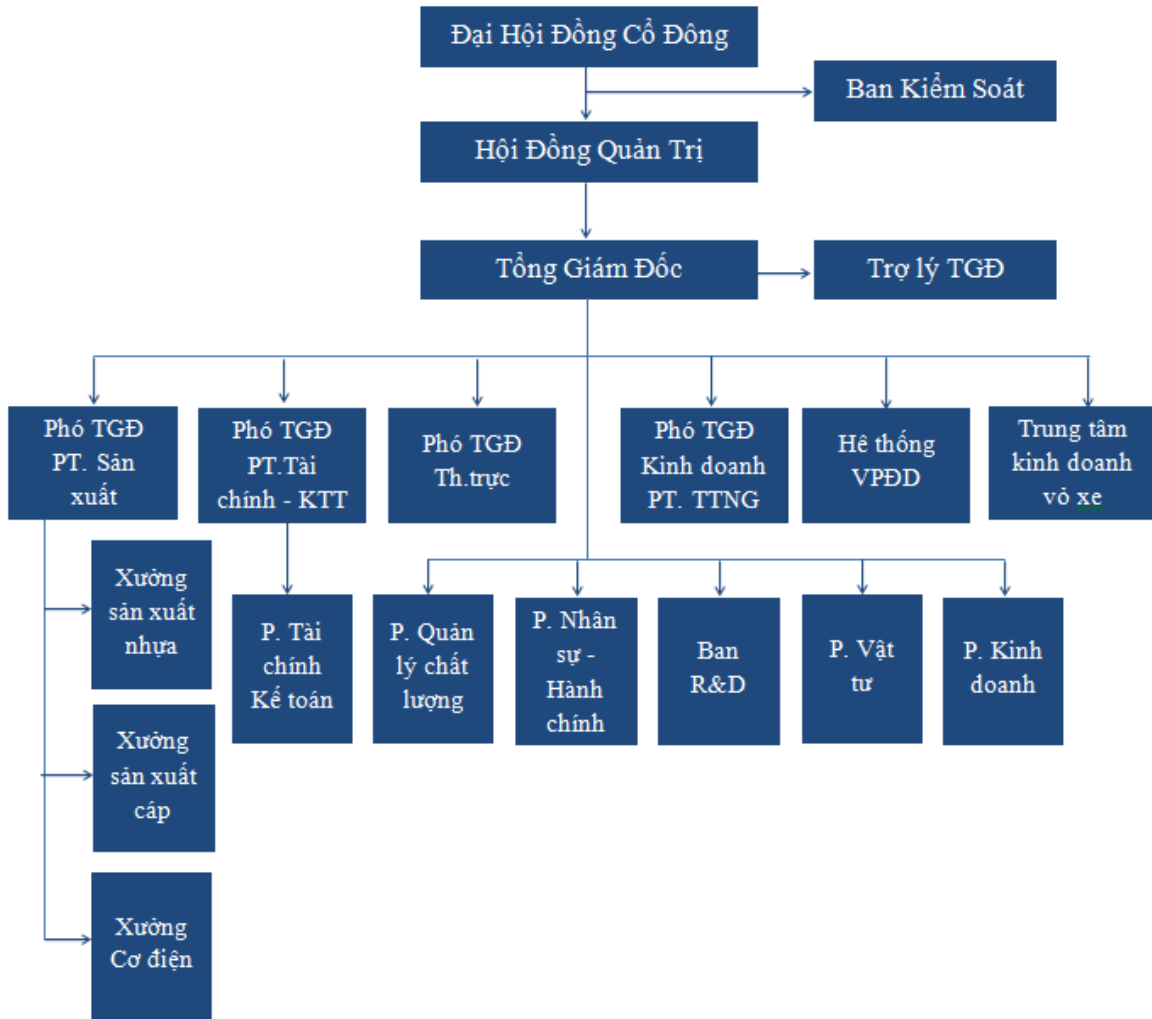 Đại Hội Đồng Cổ Đông
Ban Kiểm Soát
Hội Đồng Quản Trị
Tổng Giám Đốc
Trợ lý TGĐ
Phó TGĐ
PT. Sản
xuất
Phó TGĐ
PT.Tài
chính - KTT
Phó TGĐ
Th.trực
Phó TGĐ
Kinh doanh
PT. TTNG
Hê thống
VPĐD
Trung tâm
kinh doanh
vỏ xe
Xưởng
sản xuất
nhựa
P. Tài
chính
Kế toán
P. Quản
lý chất
lượng
P. Nhân
sự -
Hành
chính
Ban
R&D
P. Vật
tư
P. Kinh
doanh
Xưởng
sản xuất
cáp
Xưởng
Cơ điện